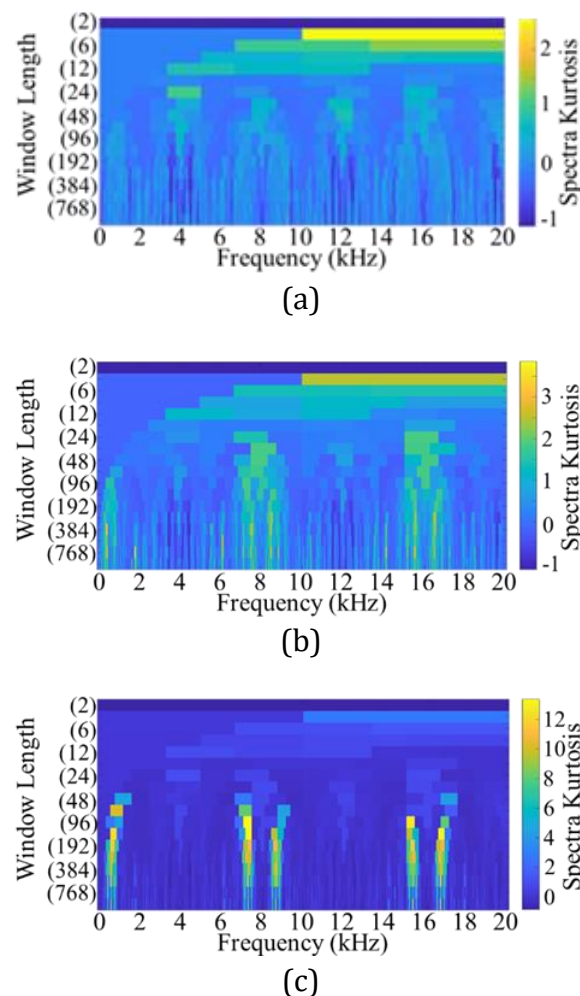 (2)
(6)
(12)
(24)
(48)
(96)
(192)
(384)
(768)
Window Length
0 2 4 6 8 10 12 14 16 18 20
Frequency (kHz)
2
1
0
-1
Spectra Kurtosis
(a)
(2)
(6)
(12)
(24)
(48)
(96)
(192)
(384)
(768)
Window Length
0 2 4 6 8 10 12 14 16 18 20
Frequency (kHz)
3
2
1
0
-1
Spectra Kurtosis
(b)
(2)
(6)
(12)
(24)
(48)
(96)
(192)
(384)
(768)
Window Length
0 2 4 6 8 10 12 14 16 18 20
Frequency (kHz)
12
10
8
6
4
2
0
Spectra Kurtosis
(c)